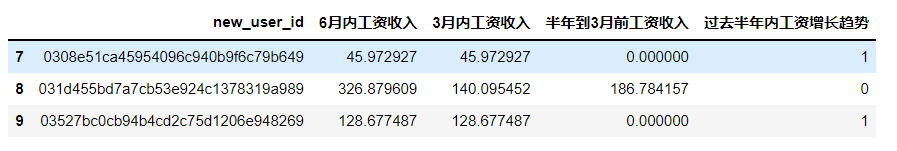 new_user_id 6月内工资收入 3月内工资收入 半年到3月前工资收入 过去半年内工资增长趋势
7 0308e51ca45954096c940b9f6c79b649 45.972927 45.972927 0.000000 1
8 031d455bd7a7cb53e924c1378319a989 326.879609 140.095452 186.784157 0
9 03527bc0cb94b4cd2c75d1206e948269 128.677487 128.677487 0.000000 1